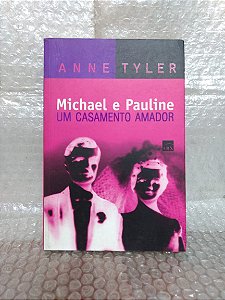 ANNE TYLER
Michael e Pauline
UM CASAMENTO AMADOR